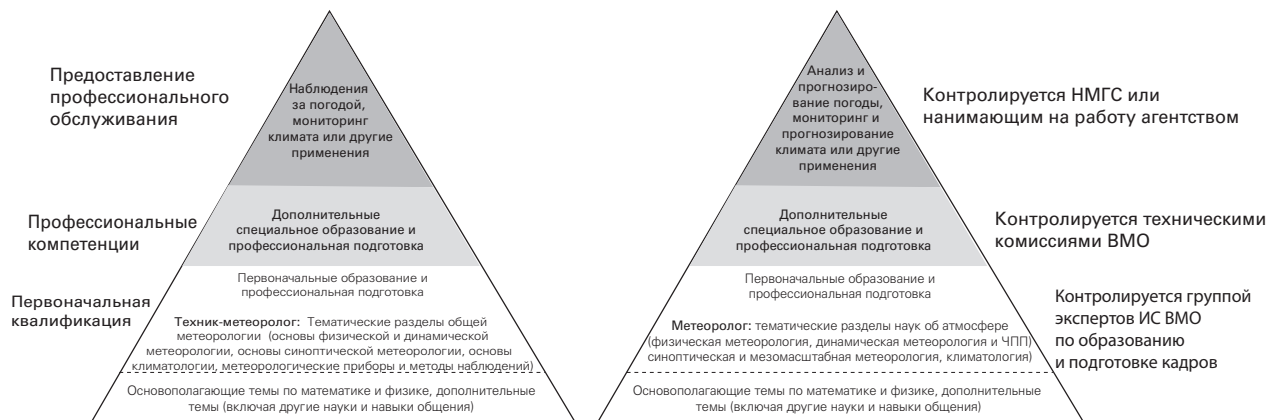 Предоставление
профессионального
обслуживания
Наблюдения
за погодой,
мониторинг
климата или другие
применения
Анализ и
прогнозиро-
вание погоды,
мониторинг и
прогнозирование
климата или другие
применения
Контролируется НМГС или
нанимающим на работу агентством
Профессиональные
компетенции
Дополнительные
специальное образование и
профессиональная подготовка
Дополнительные
специальное образование и
профессиональная подготовка
Контролируется техническими
комиссиями ВМО
Первоначальная
квалификация
Первоначальные образование и
профессиональная подготовка
Техник-метеоролог: Тематические разделы общей
метеорологии (основы физической и динамической
метеорологии, основы синоптической метеорологии, основы
климатологии, метеорологические приборы и методы наблюдений)
Основополагающие темы по математике и физике, дополнительные
темы (включая другие науки и навыки общения)
Первоначальные образование и
профессиональная подготовка
Метеоролог: тематические разделы наук об атмосфере
(физическая метеорология, динамическая метеорология и ЧПП)
синоптическая и мезомасштабная метеорология, климатология)
Основополагающие темы по математике и физике, дополнительные
темы (включая другие науки и навыки общения)
Контролируется группой
экспертов ИС ВМО
по образованию
и подготовке кадров